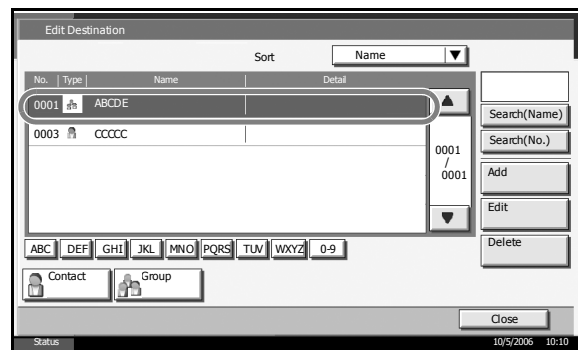 Edit Destination
Sort Name
No. Type Name Detail
0001 ABCDE
0003 CCCCC
0001
/
0001
Search(Name)
Search(No.)
Add
Edit
Delete
ABC DEF GHI JKL MNO PQRS TUV WXYZ 0-9
Contact Group
Close
Status 10/5/2006 10:10